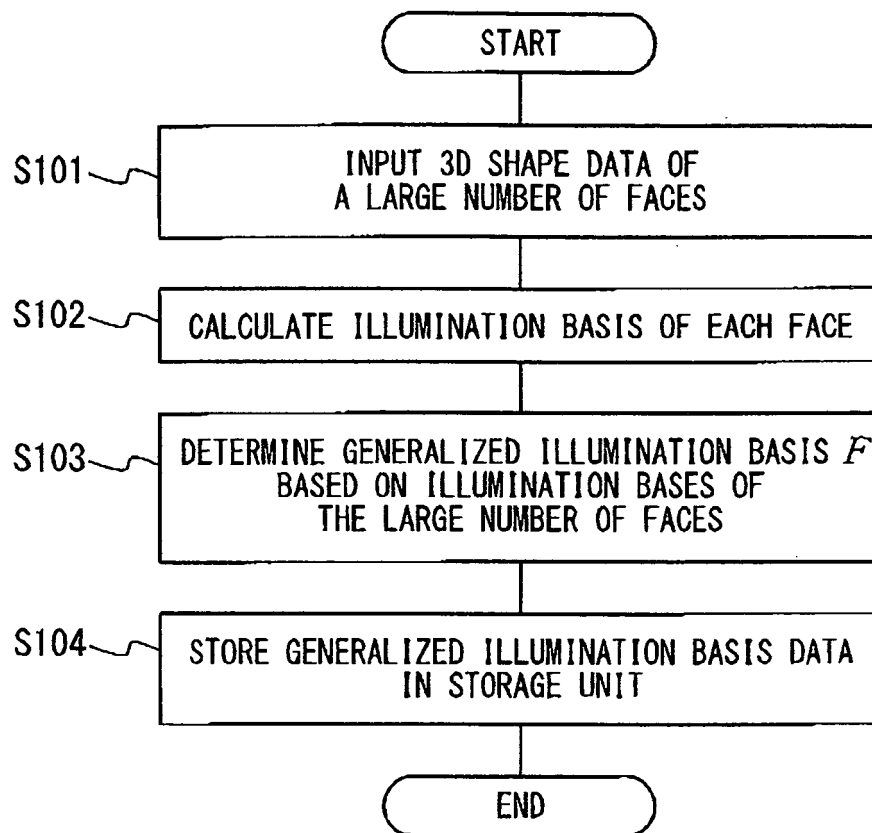 START
S101
INPUT 3D SHAPE DATA OF
A LARGE NUMBER OF FACES
S102
CALCULATE ILLUMINATION BASIS OF EACH FACE
S103
DETERMINE GENERALIZED ILLUMINATION BASIS F
BASED ON ILLUMINATION BASES OF
THE LARGE NUMBER OF FACES
S104
STORE GENERALIZED ILLUMINATION BASIS DATA
IN STORAGE UNIT
END